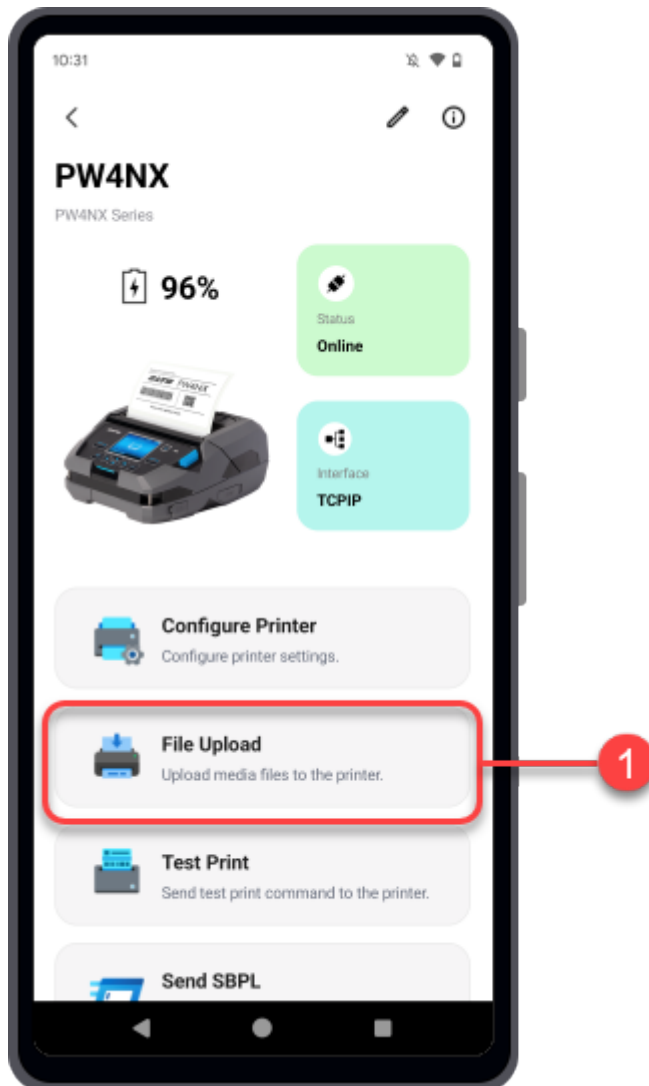 10:31
PW4NX
PW4NX Series
96%
Status
Online
Interface
TCPIP
Configure Printer
Configure printer settings.
File Upload
Upload media files to the printer.
1
Test Print
Send test print command to the printer.
Send SBPL